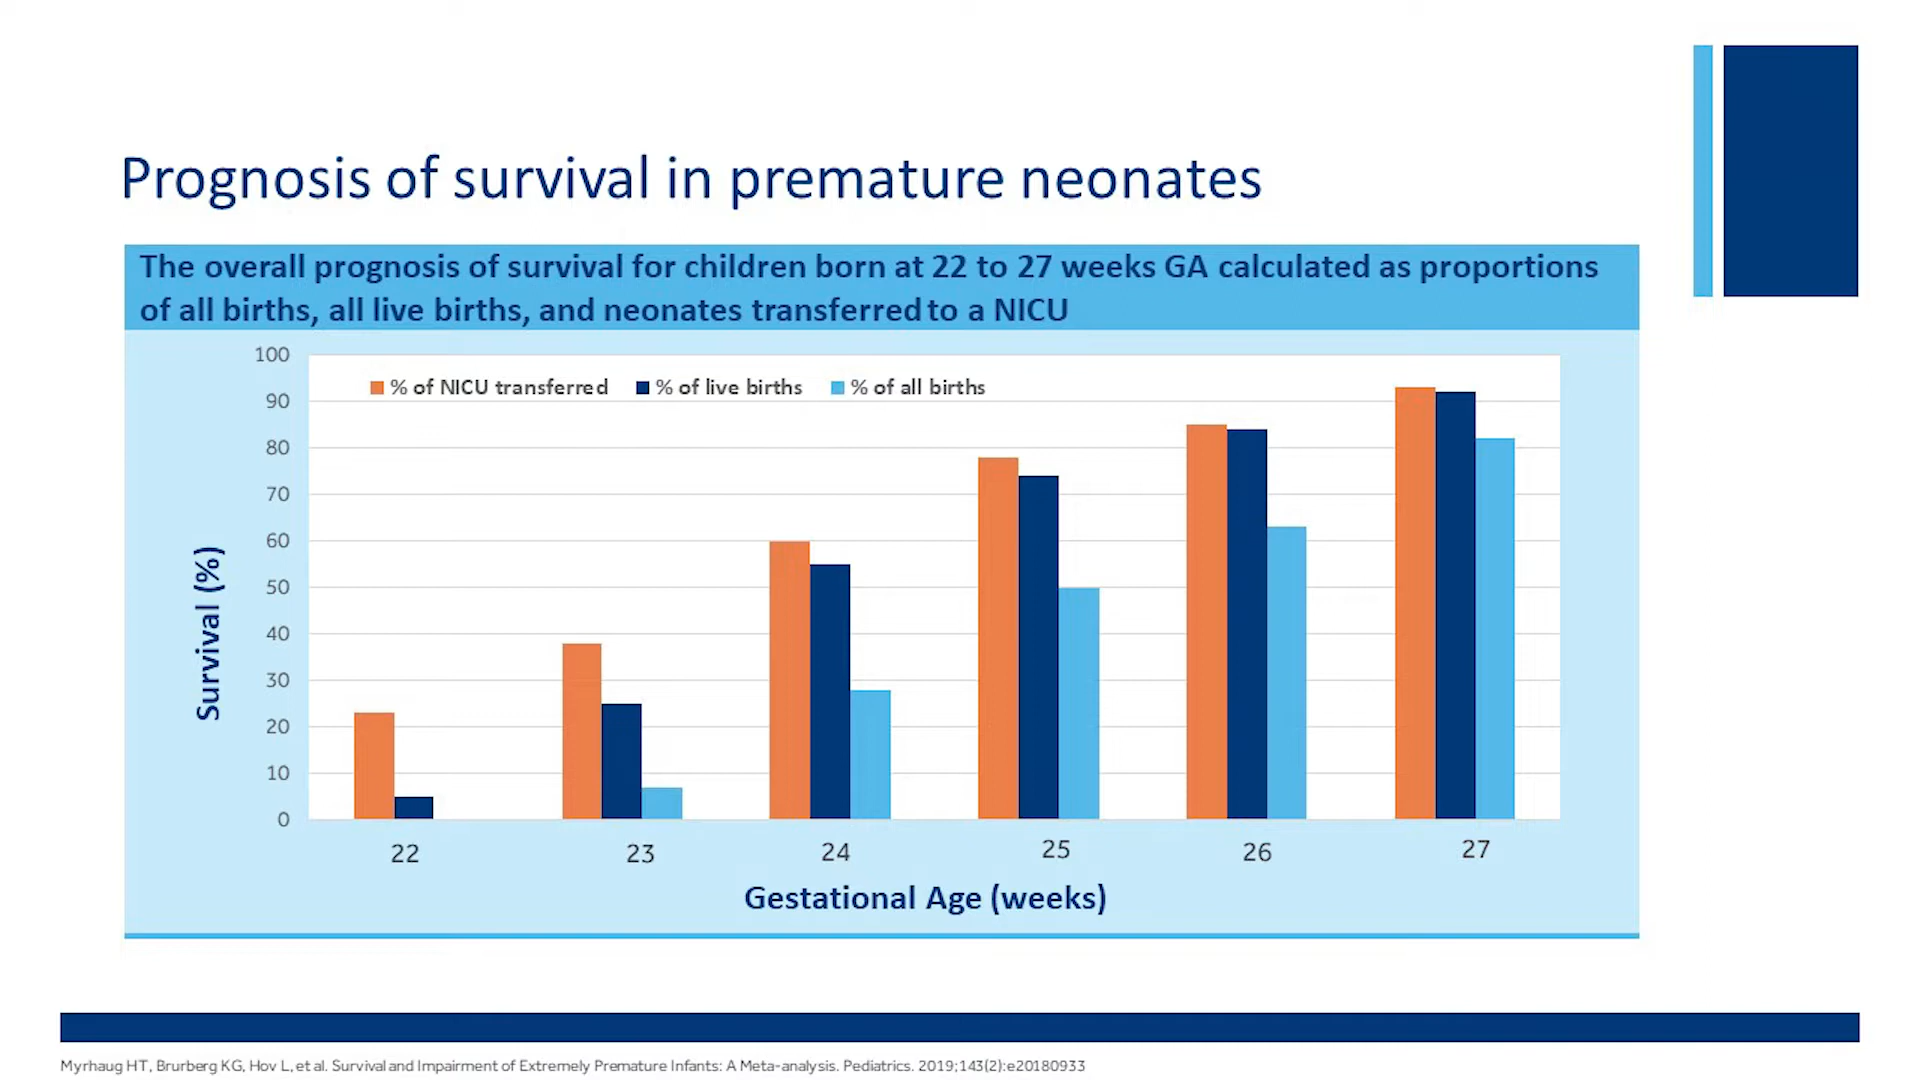 Prognosis of survival in premature neonates
The overall prognosis of survival for children born at 22 to 27 weeks GA calculated as proportions
of all births, all live births, and neonates transferred to a NICU
% of NICU transferred
% of live births
% of all births
100
90
80
70
60
50
40
30
20
10
0
Survival (%)
22
23
24
25
26
27
Gestational Age (weeks)
Myrhaug HT, Brurberg KG, Hov L, et al. Survival and Impairment of Extremely Premature Infants: A Meta-analysis. Pediatrics. 2019;143(2):e20180933